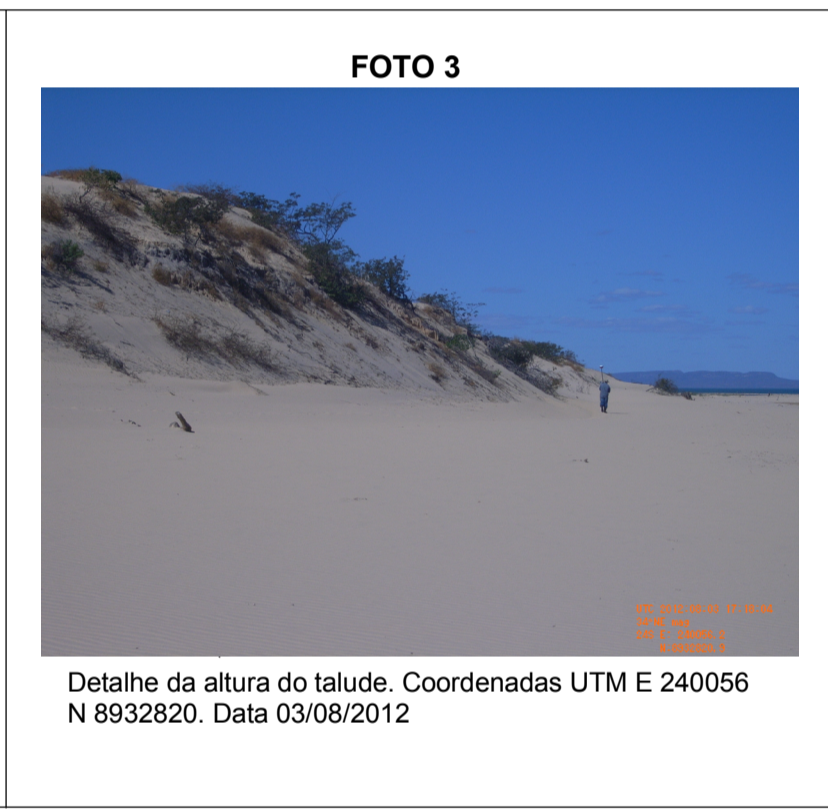 FOTO 3
Detalhe da altura do talude. Coordenadas UTM E 240056
N 8932820. Data 03/08/2012